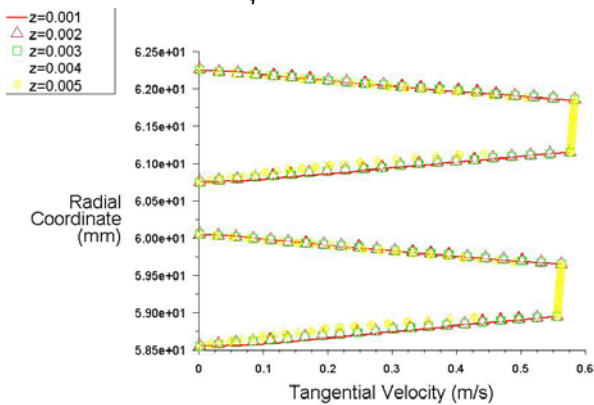 z=0.001
z=0.002
z=0.003
z=0.004
z=0.005
6.25e+01
6.20e+01
6.15e+01
6.10e+01
6.05e+01
6.00e+01
5.95e+01
5.90e+01
5.85e+01
Radial
Coordinate
(mm)
0 0.1 0.2 0.3 0.4 0.5 0.6
Tangential Velocity (m/s)